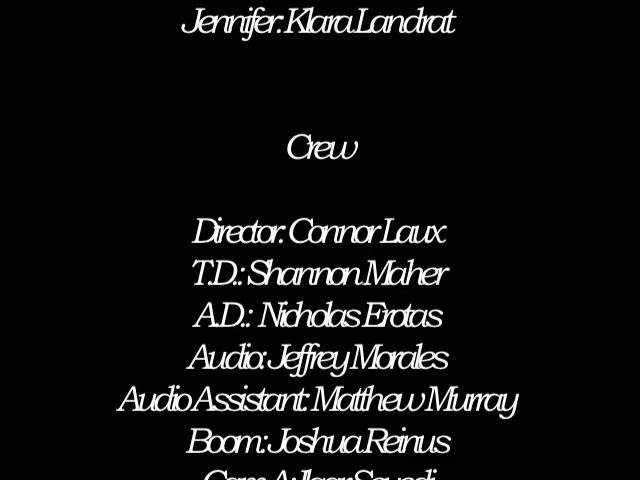 Jennifer: Klara Landrat
Crew
Director: Connor Laux
T.D.: Shannon Maher
A.D.: Nicholas Erotas
Audio: Jeffrey Morales
Audio Assistant: Matthew Murray
Boom: Joshua Reinus
Cam A: